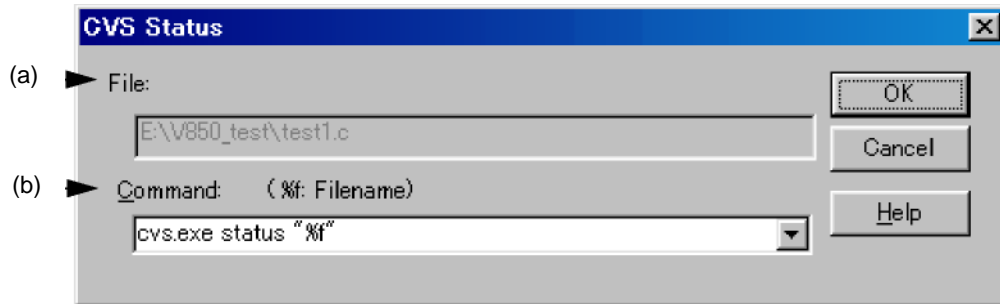 CVS Status
(a)
File:
OK
E:\V850_test\test1.c
Cancel
(b)
Command: ( %f: Filename)
Help
cvs.exe status "%f"